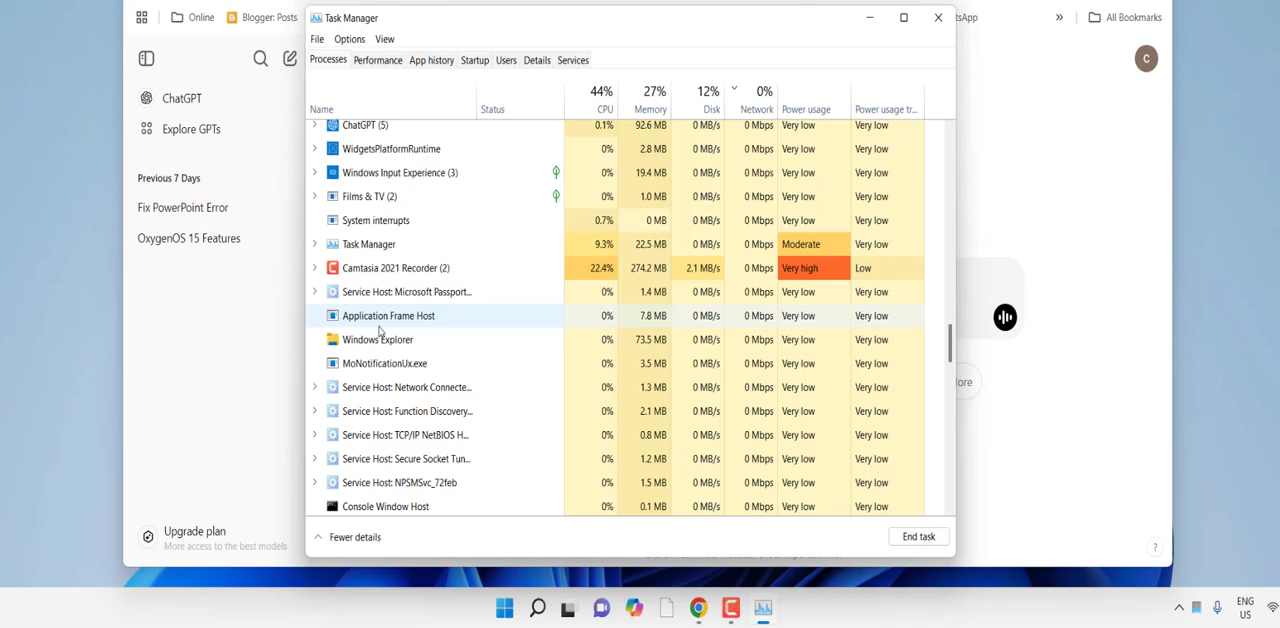 Online
Blogger: Posts
Task Manager
sApp
»
All Bookmarks
File Options View
Processes Performance App history Startup Users Details Services
C
ChatGPT
Explore GPTs
Previous 7 Days
Fix PowerPoint Error
OxygenOS 15 Features
44% 27% 12% 0%
Name Status CPU Memory Disk Network Power usage Power usage tr...
ChatGPT (5) 0.1% 92.6 MB 0 MB/s 0 Mbps Very low Very low
WidgetsPlatformRuntime 0% 2.8 MB 0 MB/s 0 Mbps Very low Very low
Windows Input Experience (3) 0% 19.4 MB 0 MB/s 0 Mbps Very low Very low
Films & TV (2) 0% 1.0 MB 0 MB/s 0 Mbps Very low Very low
System interrupts 0.7% 0 MB 0 MB/s 0 Mbps Very low Very low
Task Manager 9.3% 22.5 MB 0 MB/s 0 Mbps Moderate Very low
Camtasia 2021 Recorder (2) 22.4% 274.2 MB 2.1 MB/s 0 Mbps Very high Low
Service Host: Microsoft Passport... 0% 1.4 MB 0 MB/s 0 Mbps Very low Very low
Application Frame Host 0% 7.8 MB 0 MB/s 0 Mbps Very low Very low
Windows Explorer 0% 73.5 MB 0 MB/s 0 Mbps Very low Very low
MoNotificationUx.exe 0% 3.5 MB 0 MB/s 0 Mbps Very low Very low
Service Host: Network Connecte... 0% 1.3 MB 0 MB/s 0 Mbps Very low Very low
Service Host: Function Discovery... 0% 2.1 MB 0 MB/s 0 Mbps Very low Very low
Service Host: TCP/IP NetBIOS H... 0% 0.8 MB 0 MB/s 0 Mbps Very low Very low
Service Host: Secure Socket Tun... 0% 1.2 MB 0 MB/s 0 Mbps Very low Very low
Service Host: NPSMSvc_72feb 0% 1.5 MB 0 MB/s 0 Mbps Very low Very low
Console Window Host 0% 0.1 MB 0 MB/s 0 Mbps Very low Very low
ore
Upgrade plan
More access to the best models
Fewer details
End task
?
ENG
US